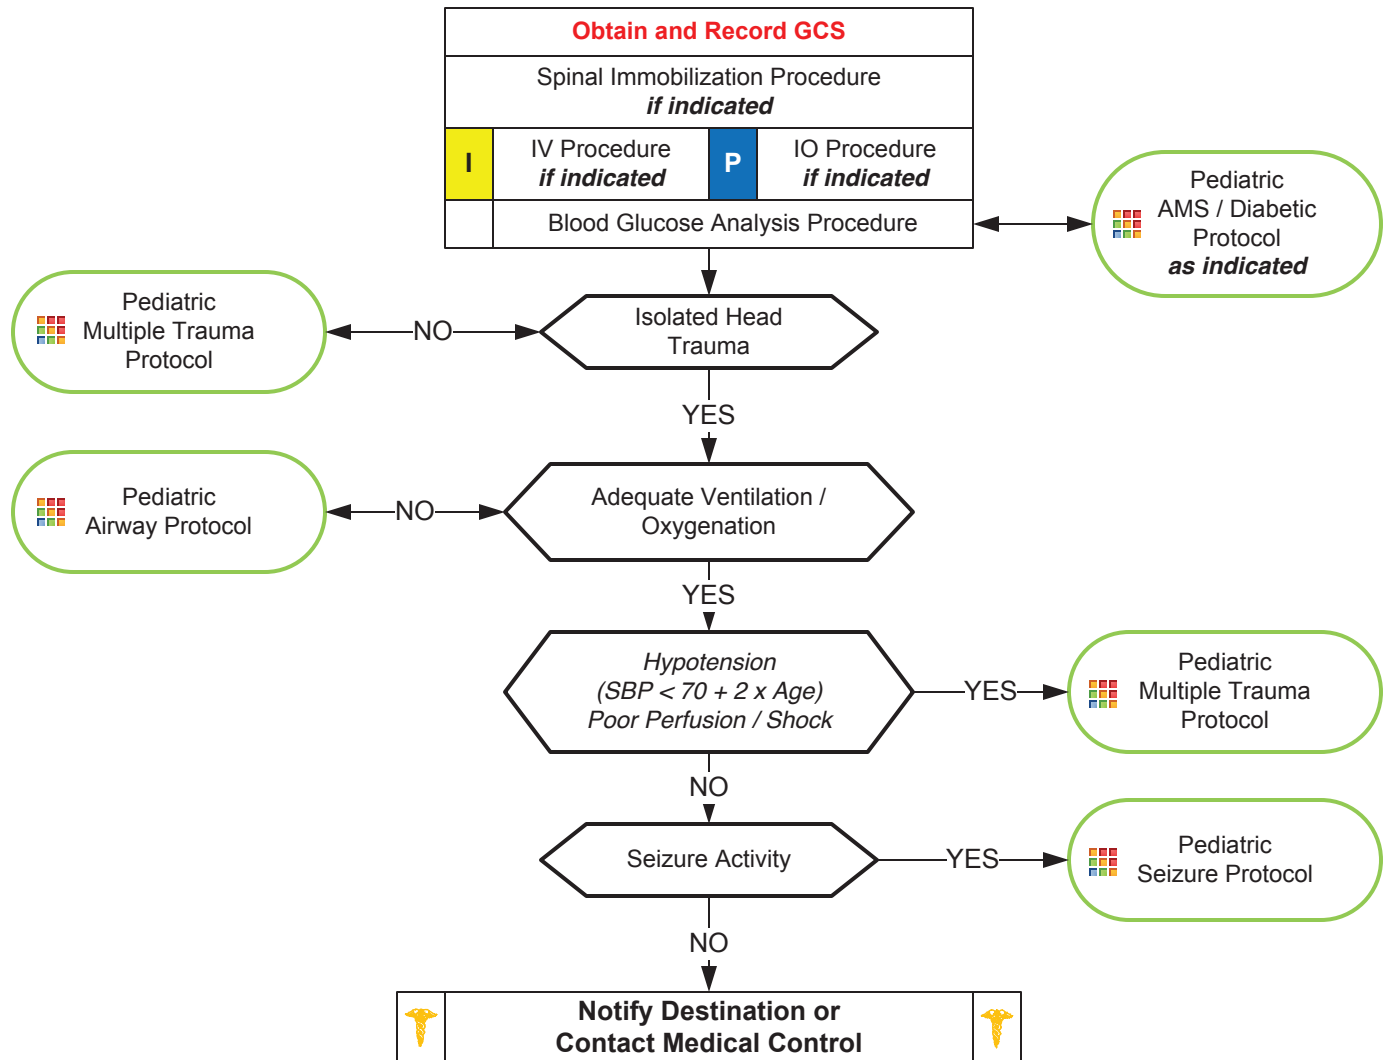 Obtain and Record GCS
Spinal Immobilization Procedure
if indicated
I
IV Procedure
if indicated
P
IO Procedure
if indicated
Blood Glucose Analysis Procedure
Pediatric
AMS / Diabetic
Protocol
as indicated
Isolated Head
Trauma
NO
Pediatric
Multiple Trauma
Protocol
YES
Adequate Ventilation /
Oxygenation
NO
Pediatric
Airway Protocol
YES
Hypotension
(SBP < 70 + 2 x Age)
Poor Perfusion / Shock
YES
Pediatric
Multiple Trauma
Protocol
NO
Seizure Activity
YES
Pediatric
Seizure Protocol
NO
Notify Destination or
Contact Medical Control